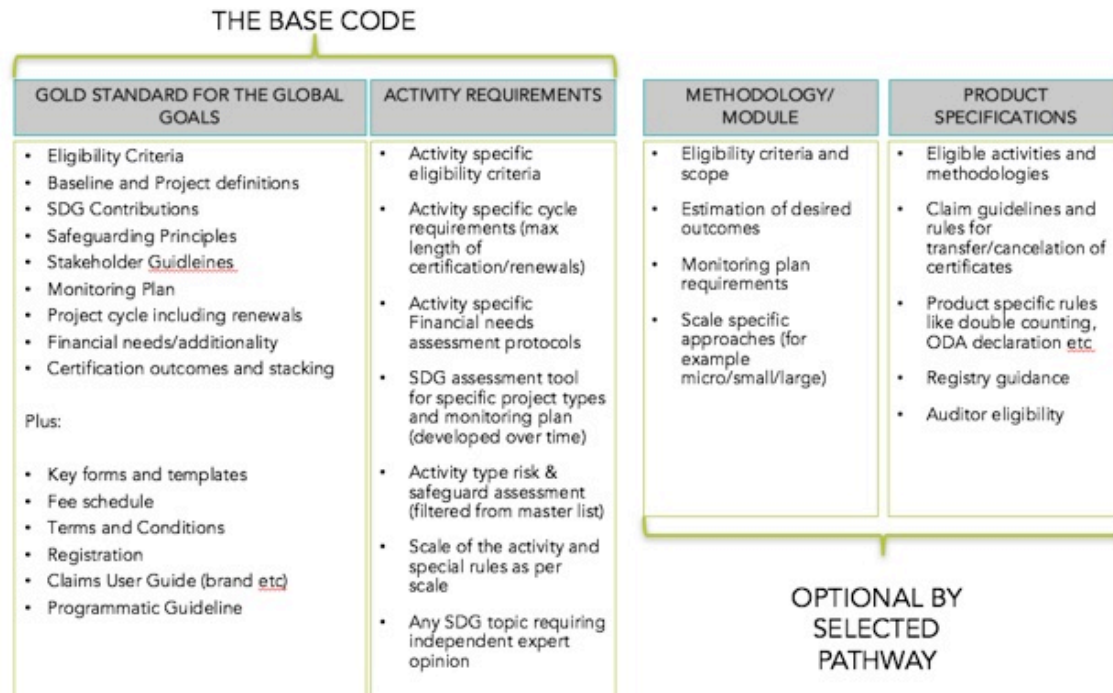 THE BASE CODE
GOLD STANDARD FOR THE GLOBAL
GOALS
• Eligibility Criteria
• Baseline and Project definitions
• SDG Contributions
• Safeguarding Principles
• Stakeholder Guidleines
• Monitoring Plan
• Project cycle including renewals
• Financial needs/additionality
• Certification outcomes and stacking
Plus:
• Key forms and templates
• Fee schedule
• Terms and Conditions
• Registration
• Claims User Guide (brand etc)
• Programmatic Guideline
ACTIVITY REQUIREMENTS
• Activity specific
eligibility criteria
• Activity specific cycle
requirements (max
length of
certification/renewals)
• Activity specific
Financial needs
assessment protocols
• SDG assessment tool
for specific project types
and monitoring plan
(developed over time)
• Activity type risk &
safeguard assessment
(filtered from master list)
• Scale of the activity and
special rules as per
scale
• Any SDG topic requiring
independent expert
opinion
METHODOLOGY/
MODULE
• Eligibility criteria and
scope
• Estimation of desired
outcomes
• Monitoring plan
requirements
• Scale specific
approaches (for
example
micro/small/large)
PRODUCT
SPECIFICATIONS
• Eligible activities and
methodologies
• Claim guidelines and
rules for
transfer/cancelation of
certificates
• Product specific rules
like double counting,
ODA declaration etc
• Registry guidance
• Auditor eligibility
OPTIONAL BY
SELECTED
PATHWAY